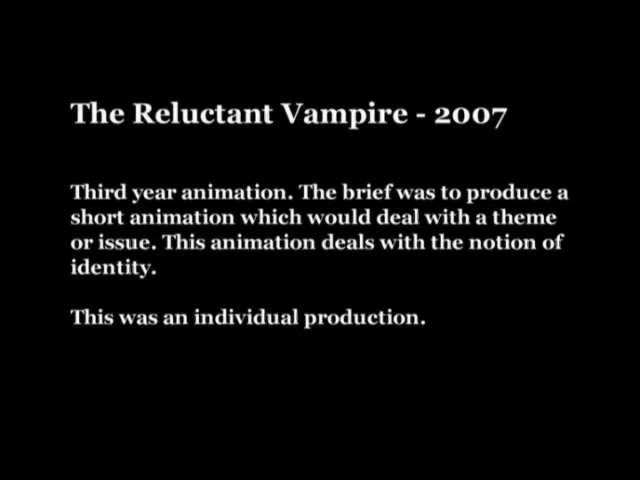 The Reluctant Vampire - 2007
Third year animation. The brief was to produce a
short animation which would deal with a theme
or issue. This animation deals with the notion of
identity.
This was an individual production.